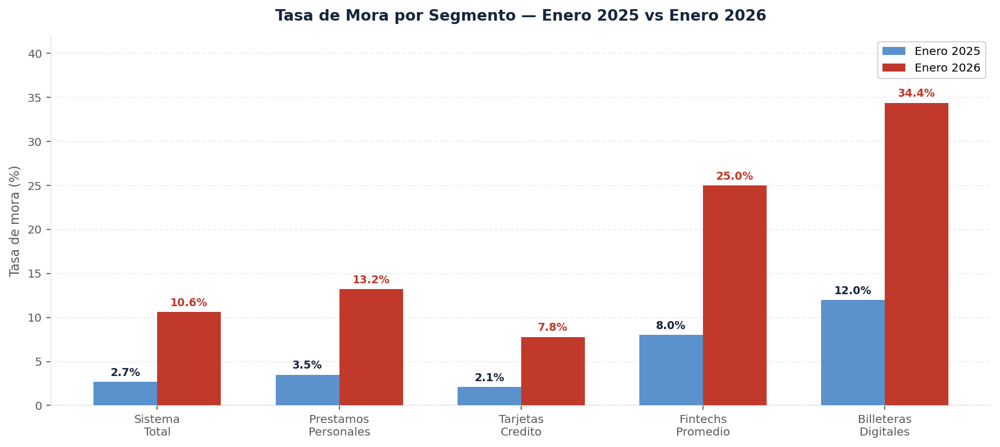 Tasa de Mora por Segmento — Enero 2025 vs Enero 2026
Enero 2025
Enero 2026
Tasa de mora (%)
40
35
30
25
20
15
10
5
0
2.7%
10.6%
3.5%
13.2%
2.1%
7.8%
8.0%
25.0%
12.0%
34.4%
Sistema
Total
Prestamos
Personales
Tarjetas
Credito
Fintechs
Promedio
Billeteras
Digitales